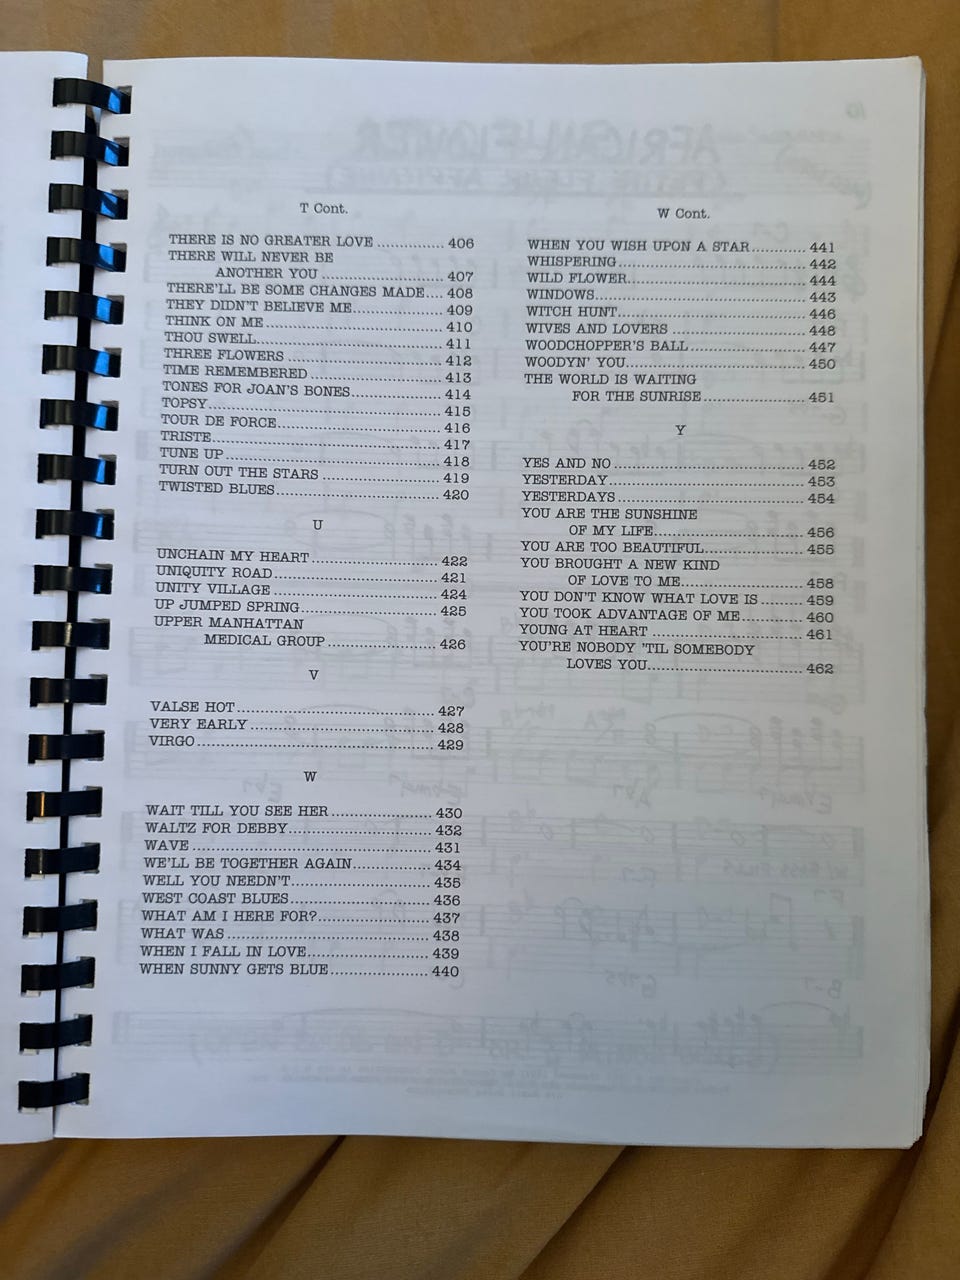 T Cont.
THERE IS NO GREATER LOVE .............. 406
THERE WILL NEVER BE
ANOTHER YOU .......................... 407
THERE'LL BE SOME CHANGES MADE.... 408
THEY DIDN'T BELIEVE ME................... 409
THINK ON ME ..................................... 410
THOU SWELL....................................... 411
THREE FLOWERS ................................ 412
TIME REMEMBERED ........................... 413
TONES FOR JOAN'S BONES................... 414
TOPSY................................................ 415
TOUR DE FORCE.................................. 416
TRISTE............................................... 417
TUNE UP ............................................ 418
TURN OUT THE STARS ........................ 419
TWISTED BLUES................................. 420
U
UNCHAIN MY HEART .......................... 422
UNIQUITY ROAD.................................. 421
UNITY VILLAGE .................................. 424
UP JUMPED SPRING............................ 425
UPPER MANHATTAN
MEDICAL GROUP ....................... 426
V
VALSE HOT ......................................... 427
VERY EARLY ...................................... 428
VIRGO................................................. 429
W
WAIT TILL YOU SEE HER ..................... 430
WALTZ FOR DEBBY............................. 432
WAVE ................................................. 431
WE'LL BE TOGETHER AGAIN................ 434
WELL YOU NEEDN'T............................ 435
WEST COAST BLUES............................. 436
WHAT AM I HERE FOR?....................... 437
WHAT WAS ......................................... 438
WHEN I FALL IN LOVE......................... 439
WHEN SUNNY GETS BLUE .................... 440
W Cont.
WHEN YOU WISH UPON A STAR........... 441
WHISPERING...................................... 442
WILD FLOWER.................................... 444
WINDOWS........................................... 443
WITCH HUNT...................................... 446
WIVES AND LOVERS ........................... 448
WOODCHOPPER'S BALL........................ 447
WOODYN' YOU..................................... 450
THE WORLD IS WAITING
FOR THE SUNRISE ..................... 451
Y
YES AND NO ....................................... 452
YESTERDAY........................................ 453
YESTERDAYS ...................................... 454
YOU ARE THE SUNSHINE
OF MY LIFE................................ 456
YOU ARE TOO BEAUTIFUL.................... 455
YOU BROUGHT A NEW KIND
OF LOVE TO ME.......................... 458
YOU DON'T KNOW WHAT LOVE IS ......... 459
YOU TOOK ADVANTAGE OF ME............. 460
YOUNG AT HEART ............................... 461
YOU'RE NOBODY 'TIL SOMEBODY
LOVES YOU................................. 462